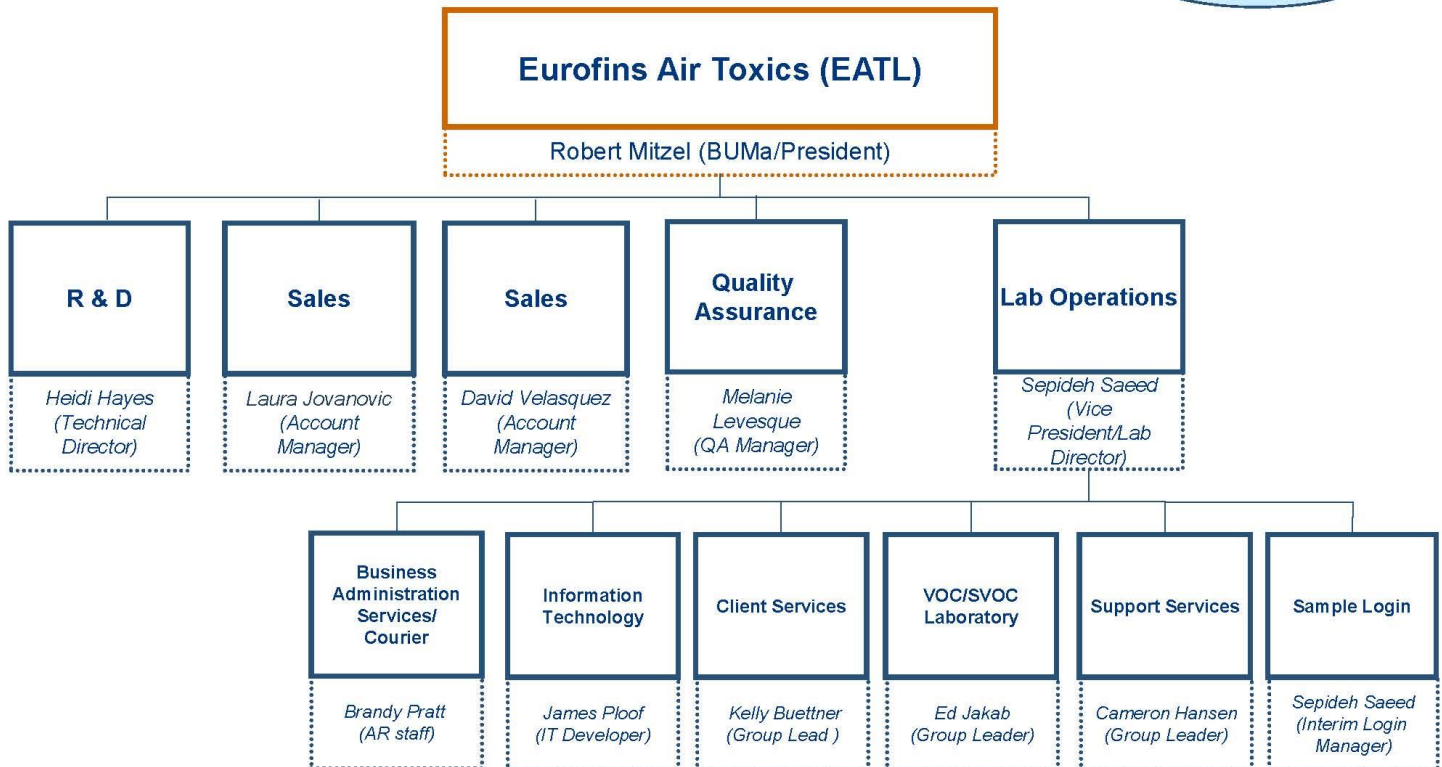 Eurofins Air Toxics (EATL)
Robert Mitzel (BUMa/President)
R & D
Heidi Hayes
(Technical
Director)
Sales
Laura Jovanovic
(Account
Manager)
Sales
David Velasquez
(Account
Manager)
Quality
Assurance
Melanie
Levesque
(QA Manager)
Lab Operations
Sepideh Saeed
(Vice
President/Lab
Director)
Business
Administration
Services/
Courier
Brandy Pratt
(AR staff)
Information
Technology
James Ploof
(IT Developer)
Client Services
Kelly Buettner
(Group Lead )
VOC/SVOC
Laboratory
Ed Jakab
(Group Leader)
Support Services
Cameron Hansen
(Group Leader)
Sample Login
Sepideh Saeed
(Interim Login
Manager)